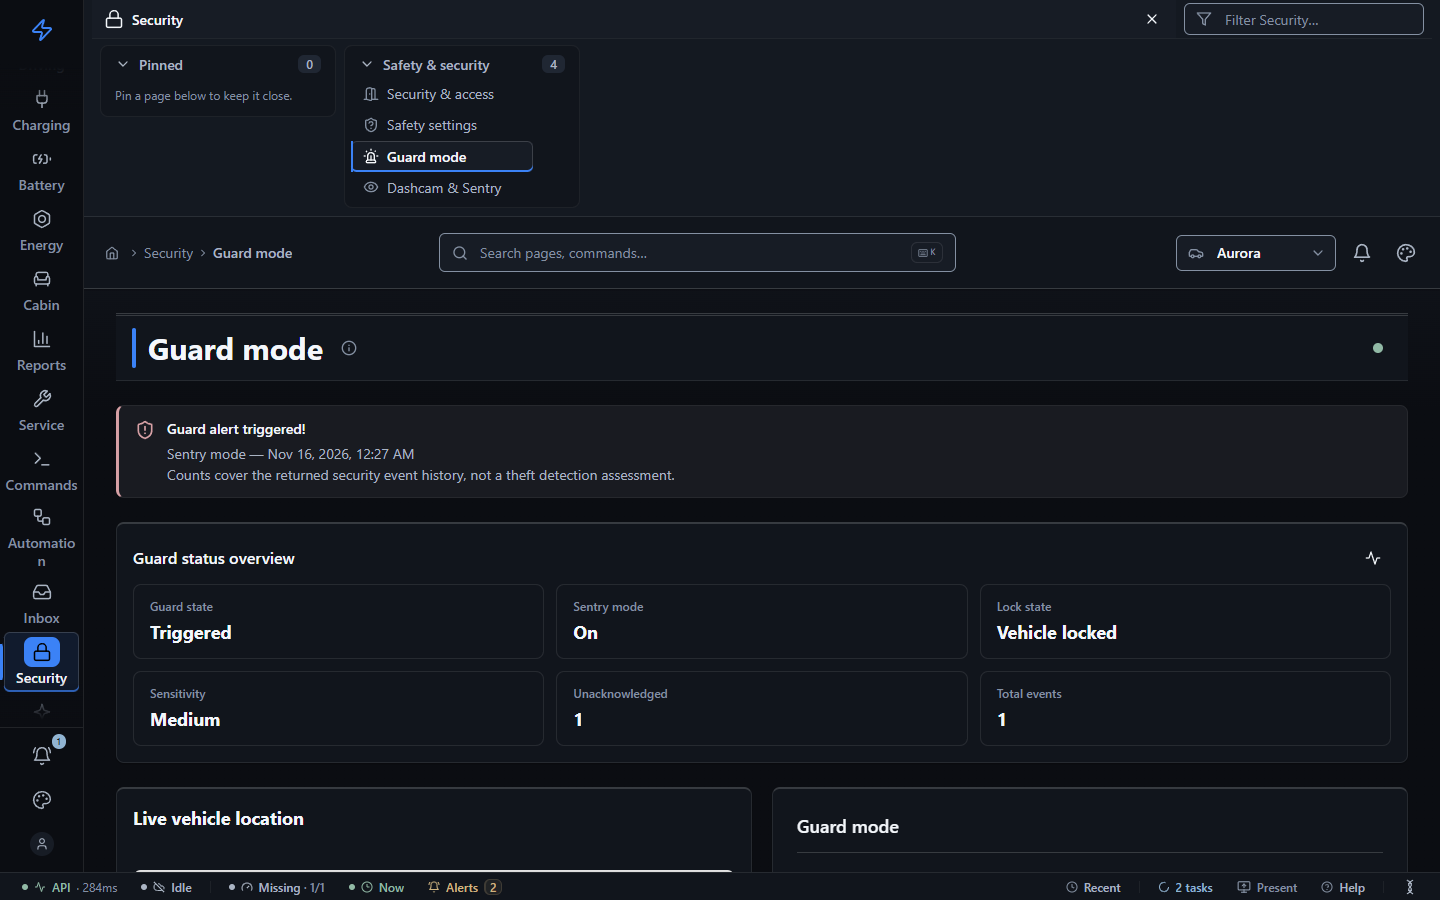 Security
Filter Security...
Pinned
0
Pin a page below to keep it close.
Safety & security
4
Security & access
Safety settings
Guard mode
Dashcam & Sentry
Charging
Battery
Energy
Cabin
Reports
Service
Commands
Automatio
n
Inbox
Security
1
Security
Guard mode
Search pages, commands...
K
Aurora
Guard mode
Guard alert triggered!
Sentry mode — Nov 16, 2026, 12:27 AM
Counts cover the returned security event history, not a theft detection assessment.
Guard status overview
Guard state
Triggered
Sentry mode
On
Lock state
Vehicle locked
Sensitivity
Medium
Unacknowledged
1
Total events
1
Live vehicle location
Guard mode
API · 284ms
Idle
Missing · 1/1
Now
Alerts 2
Recent
2 tasks
Present
Help